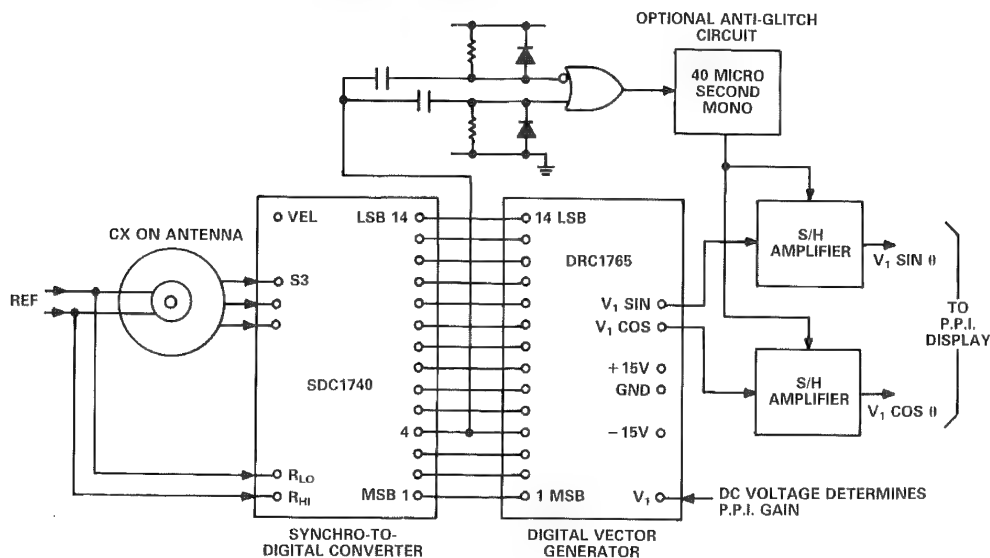 OPTIONAL ANTI-GLITCH
CIRCUIT
40 MICRO
SECOND
MONO
VEL
LSB 14
14 LSB
CX ON ANTENNA
S3
DRC1765
S/H
AMPLIFIER
V₁ SIN θ
REF
V₁ SIN
V₁ COS
TO
P.P.I.
DISPLAY
+15V
GND
SDC1740
S/H
AMPLIFIER
V₁ COS θ
4
−15V
R_LO
R_HI
MSB 1
1 MSB
V₁
DC VOLTAGE DETERMINES
P.P.I. GAIN
SYNCHRO-TO-
DIGITAL CONVERTER
DIGITAL VECTOR
GENERATOR